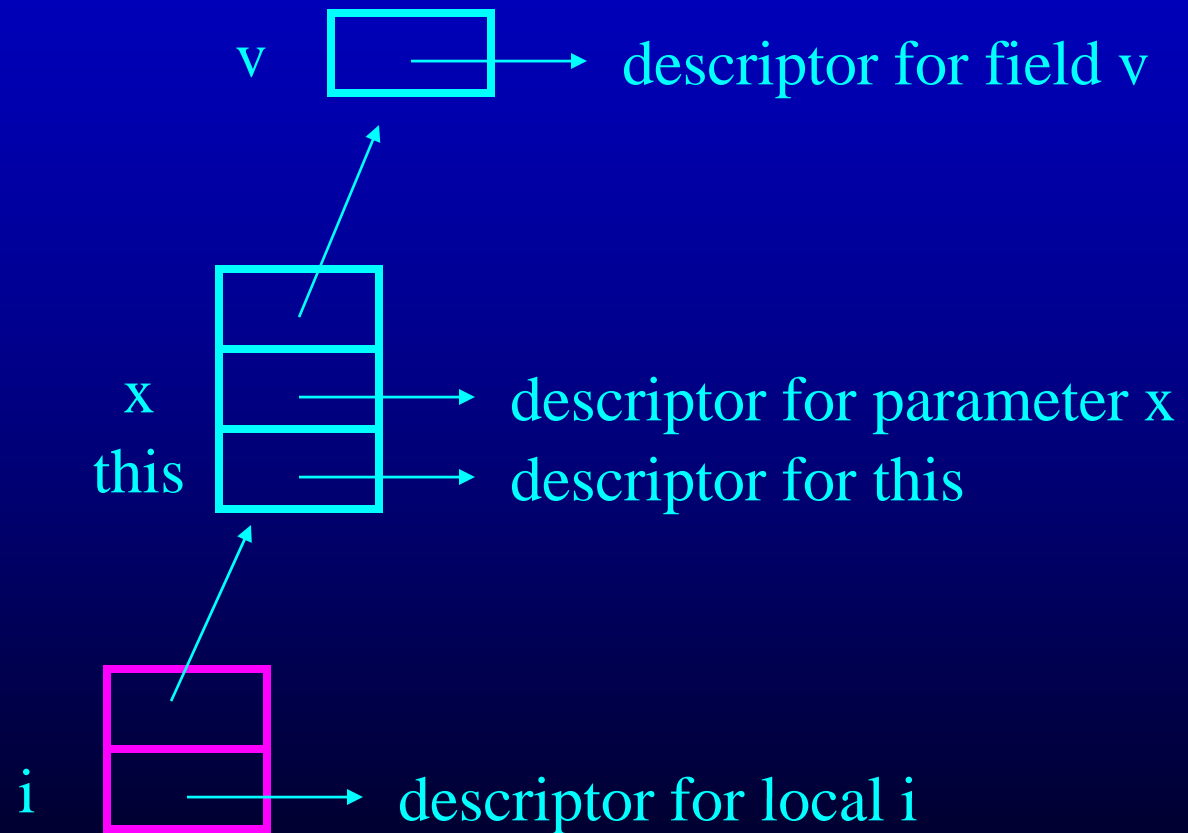 v descriptor for field v
x descriptor for parameter x
this descriptor for this
i descriptor for local i